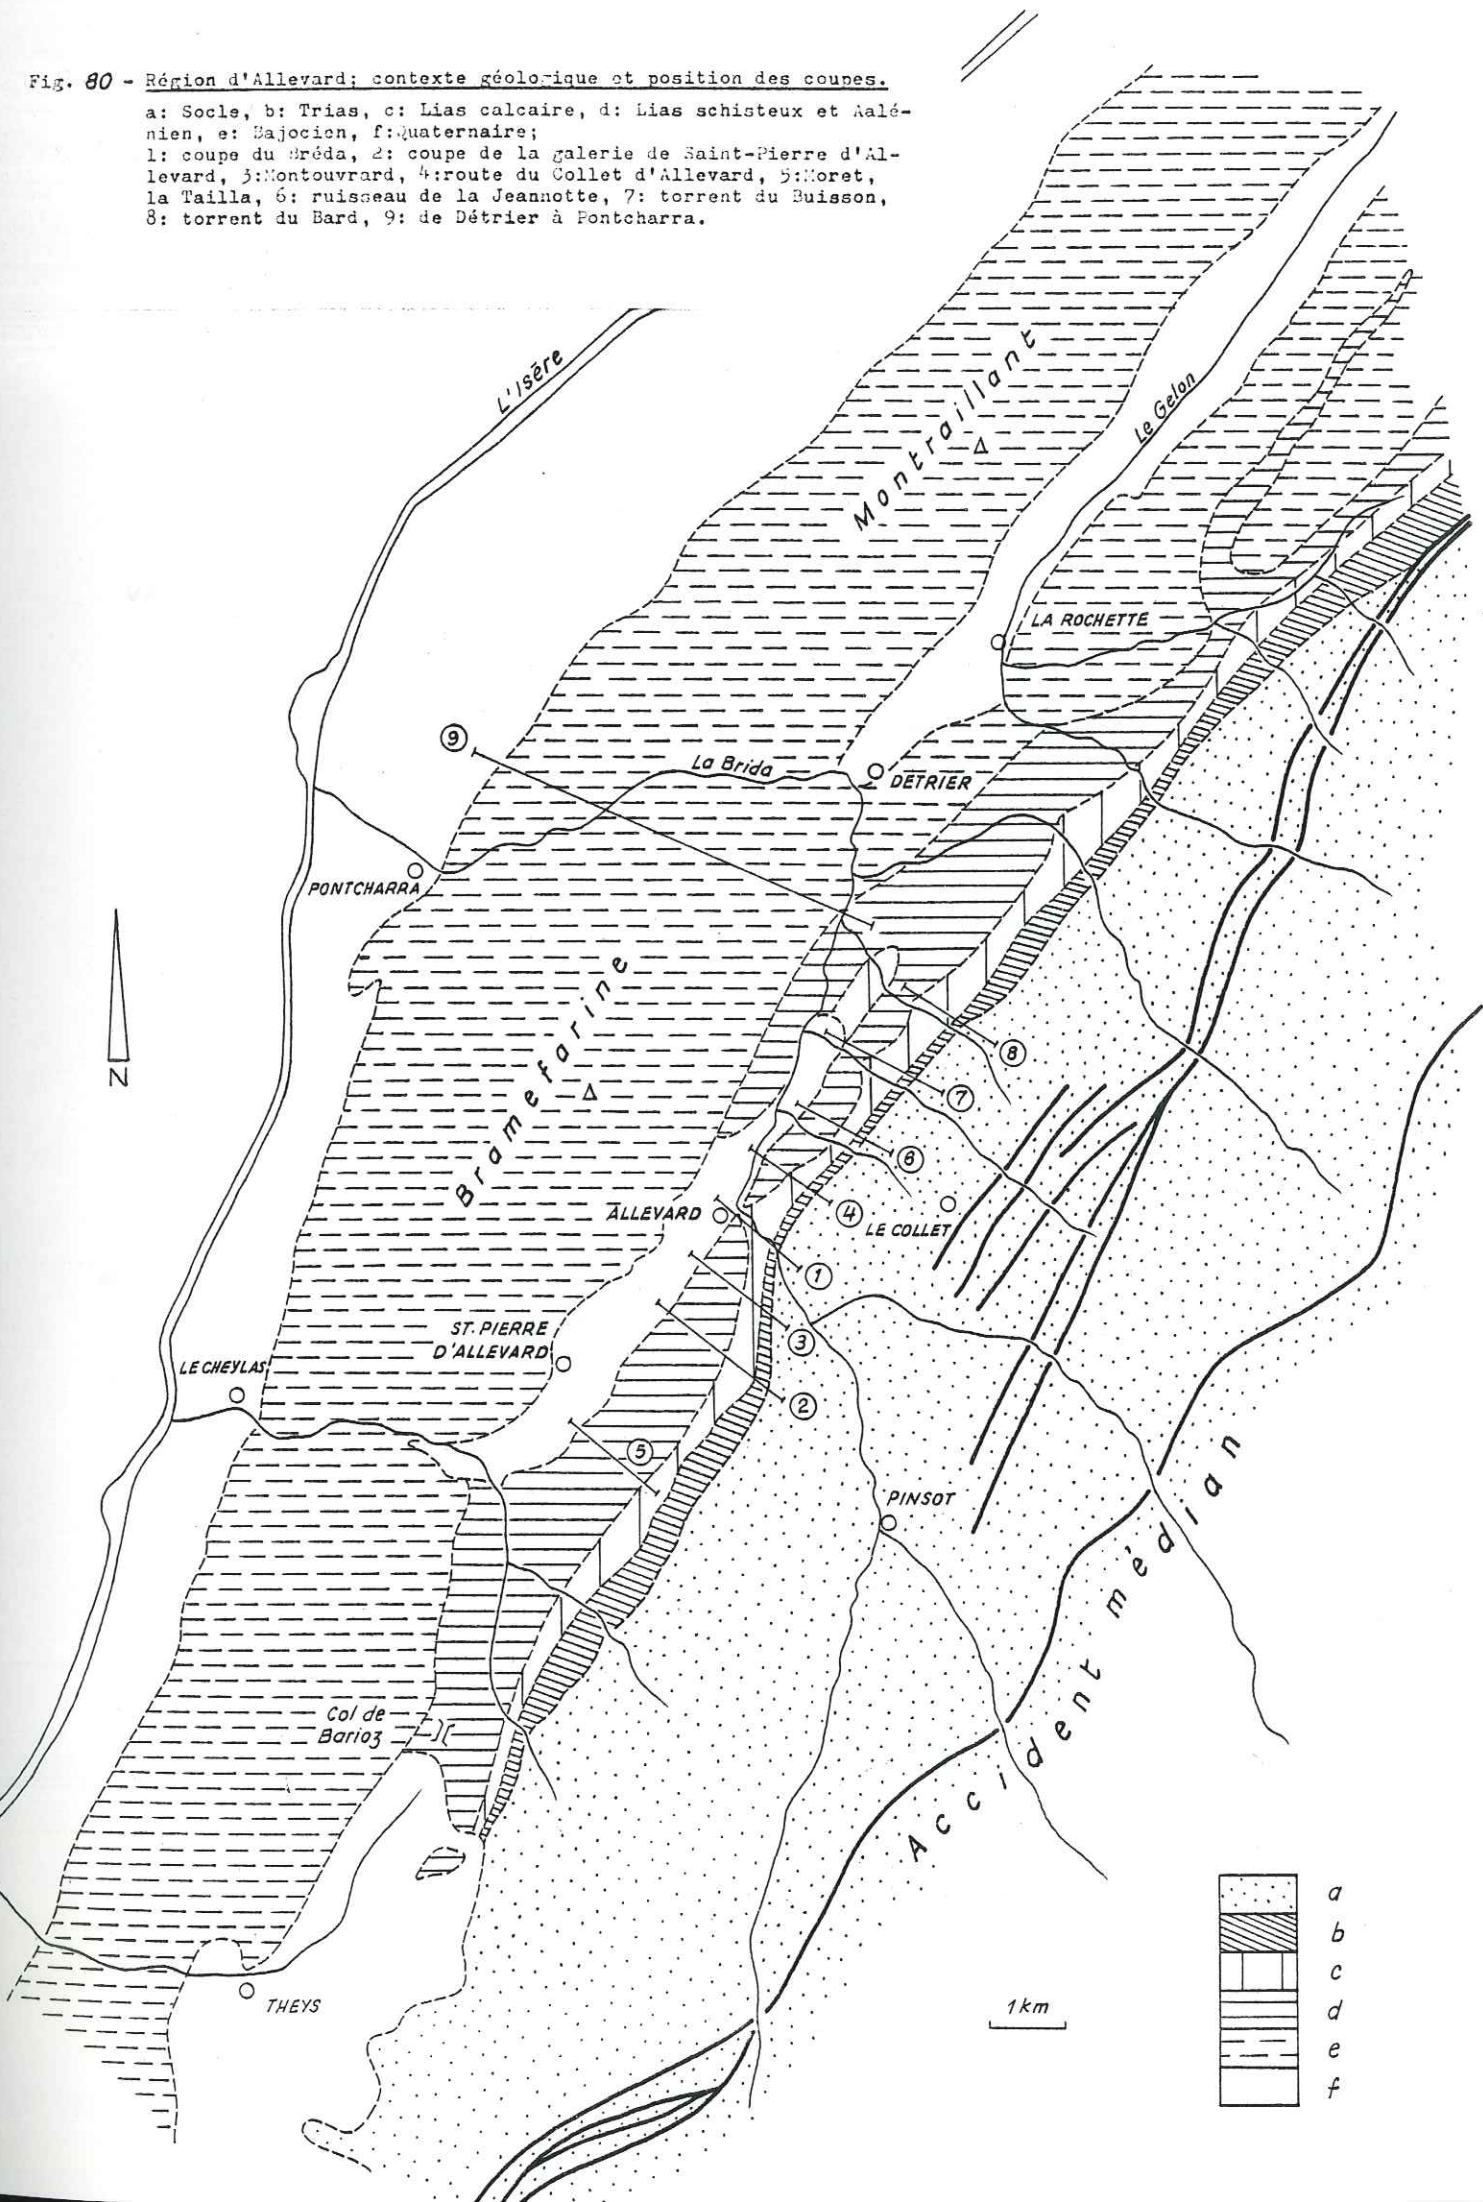 Fig. 80 - Région d'Allevard; contexte géologique et position des coupes.
a: Socle, b: Trias, c: Lias calcaire, d: Lias schisteux et Aalé-
nien, e: Bajocien, f: Quaternaire;
1: coupe du Bréda, 2: coupe de la galerie de Saint-Pierre d'Al-
levard, 3:Montouvrard, 4:route du Collet d'Allevard, 5:Moret,
la Tailla, 6: ruisseau de la Jeannotte, 7: torrent du Buisson,
8: torrent du Bard, 9: de Détrier à Pontcharra.
L'Isère
Montraillant
Le Gelon
LA ROCHETTE
9
La Brida
DÉTRIER
PONTCHARRA
Bramefarine
N
8
7
6
4
ALLEVARD
LE COLLET
1
ST. PIERRE
D'ALLEVARD
3
LE CHEYLAS
2
5
PINSOT
Accident médian
Col de
Barioz
THEYS
1 km
a
b
c
d
e
f